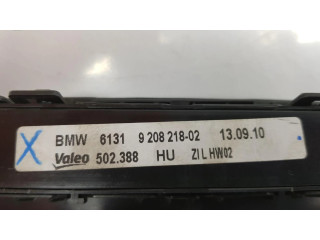 X BMW 6131 9 208 218-02 13.09.10
Valeo 502.388 HU ZI L HW02